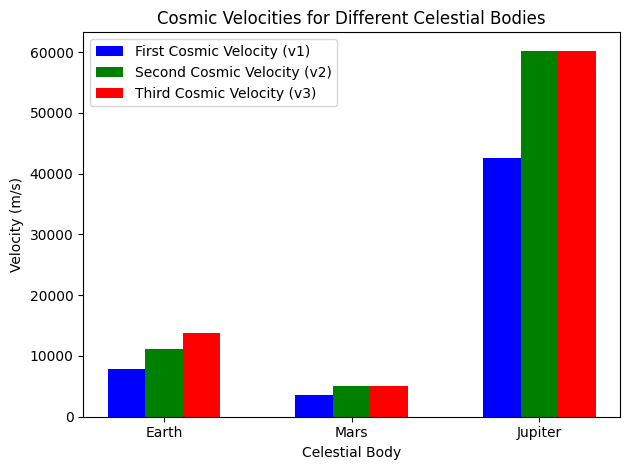 Cosmic Velocities for Different Celestial Bodies
First Cosmic Velocity (v1)
Second Cosmic Velocity (v2)
Third Cosmic Velocity (v3)
Velocity (m/s)
60000
50000
40000
30000
20000
10000
0
Earth
Mars
Jupiter
Celestial Body